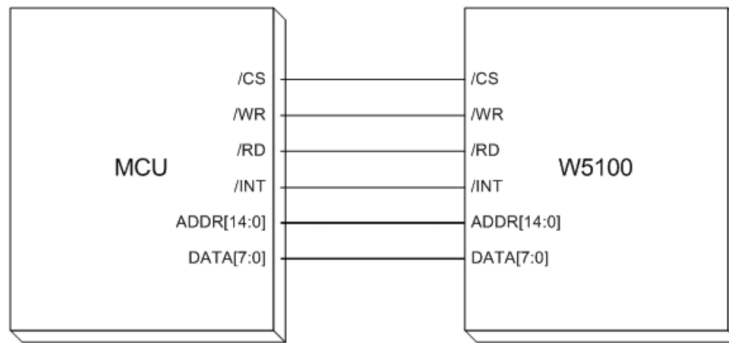 /CS
/WR
/RD
/INT
ADDR[14:0]
DATA[7:0]
MCU
/CS
/WR
/RD
/INT
ADDR[14:0]
DATA[7:0]
W5100